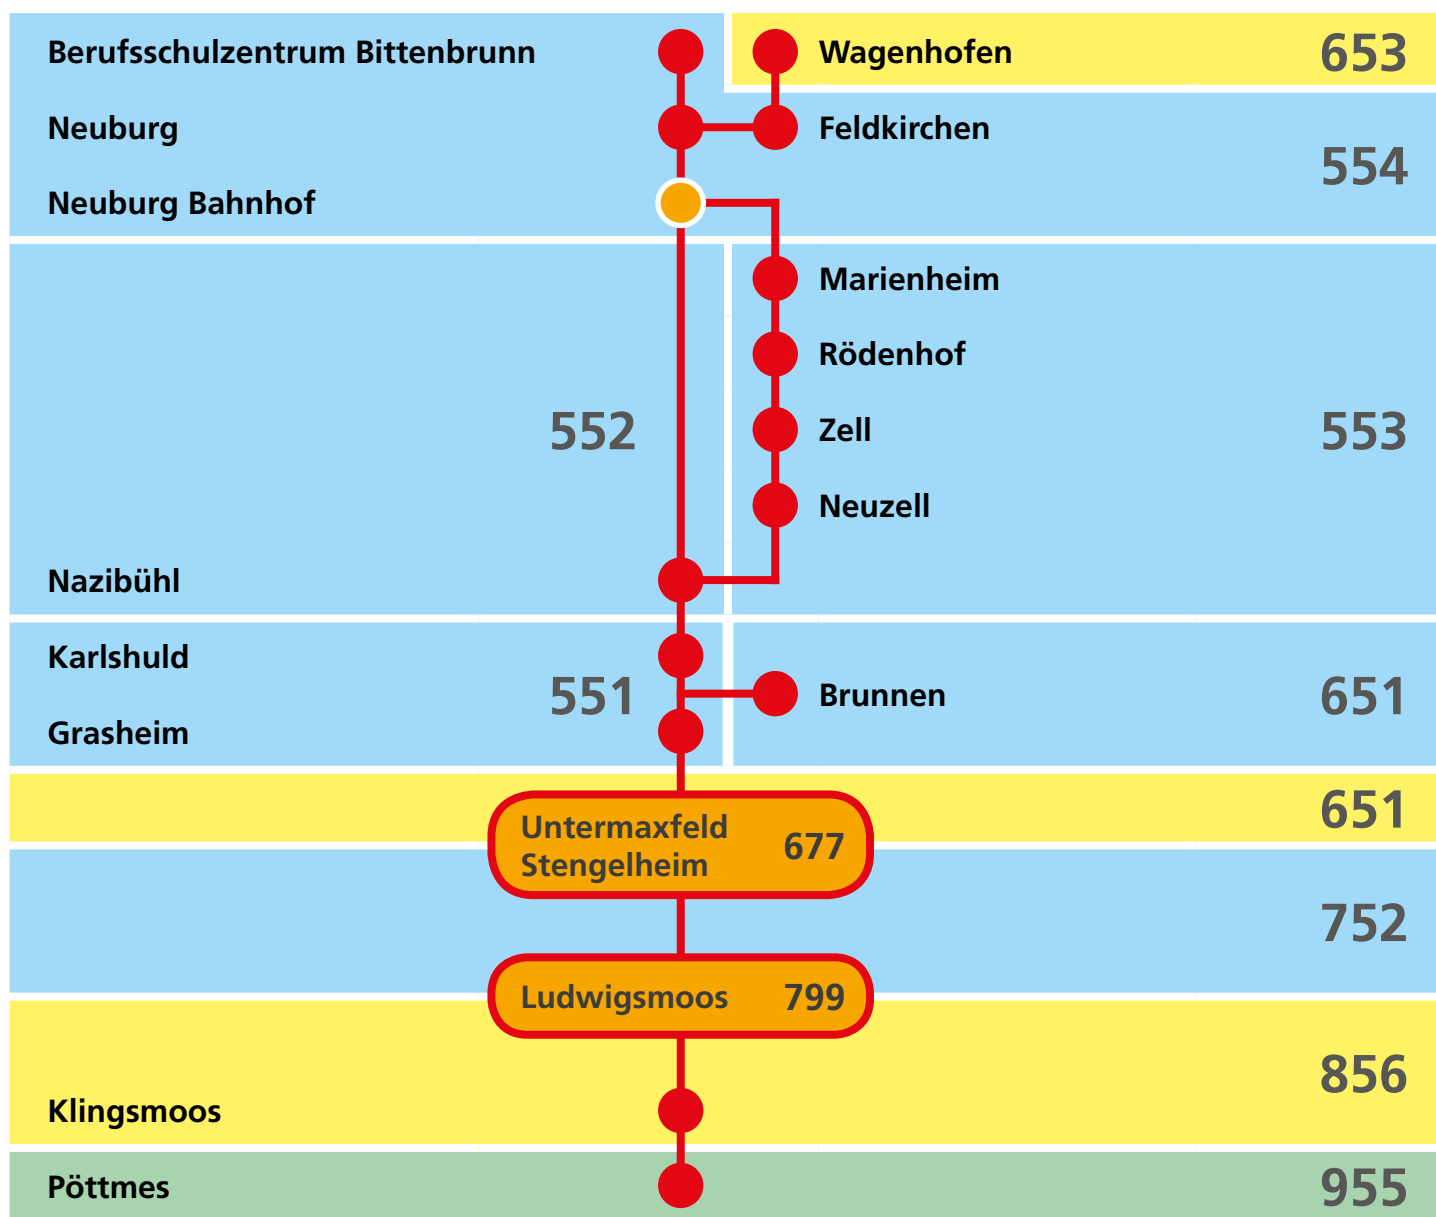 Berufsschulzentrum Bittenbrunn
Wagenhofen
653
Neuburg
Feldkirchen
554
Neuburg Bahnhof
Marienheim
Rödenhof
552
Zell
553
Neuzell
Nazibühl
Karlshuld
551
Brunnen
651
Grasheim
651
Untermaxfeld
Stengelheim
677
752
Ludwigsmoos
799
856
Klingsmoos
Pöttmes
955